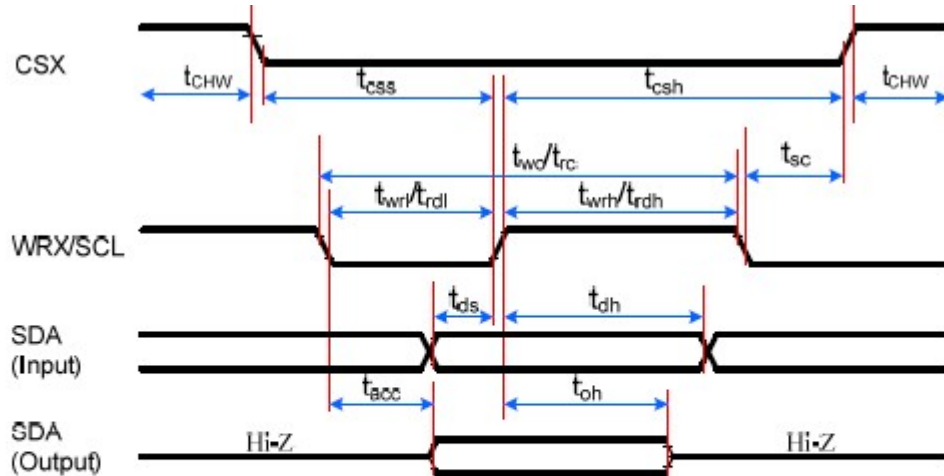 CSX
tCHW
tcss
tcsh
tCHW
twc/trc
tsc
twrl/trdl
twrh/trdh
WRX/SCL
tds
tdh
SDA
(Input)
tacc
toh
SDA
(Output)
Hi-Z
Hi-Z